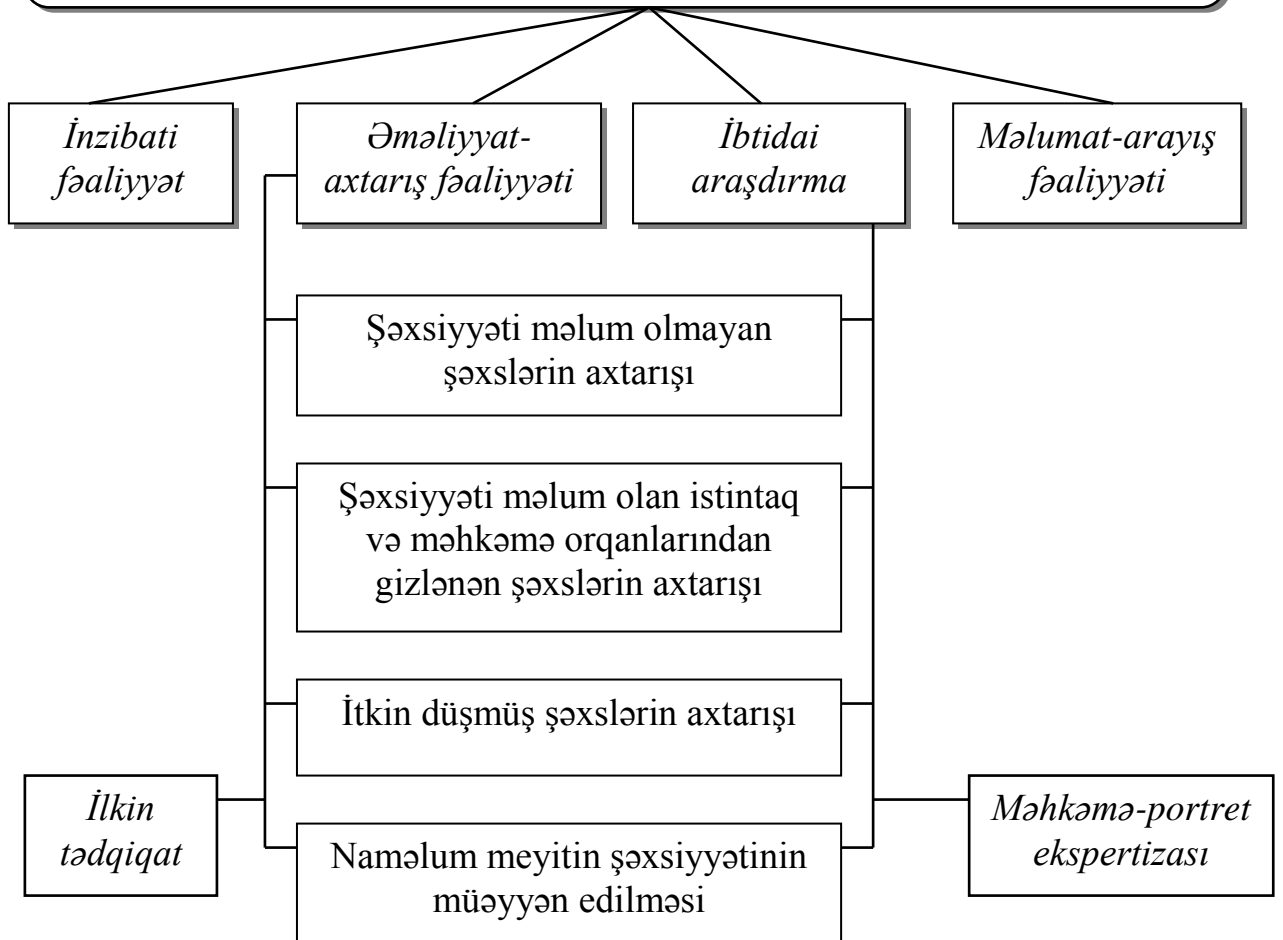 İnzibati
fəaliyyət
Əməliyyat-
axtarış fəaliyyəti
İbtidai
araşdırma
Məlumat-arayış
fəaliyyəti
Şəxsiyyəti məlum olmayan
şəxslərin axtarışı
Şəxsiyyəti məlum olan istintaq
və məhkəmə orqanlarından
gizlənən şəxslərin axtarışı
İtkin düşmüş şəxslərin axtarışı
İlkin
tədqiqat
Məhkəmə-portret
ekspertizası
Naməlum meyitin şəxsiyyətinin
müəyyən edilməsi